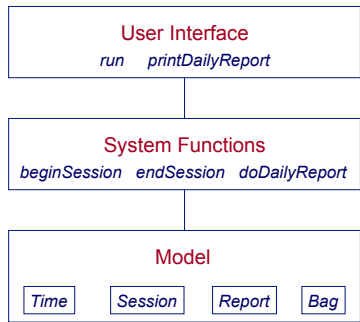 User Interface
run printDailyReport
System Functions
beginSession endSession doDailyReport
Model
Time Session Report Bag